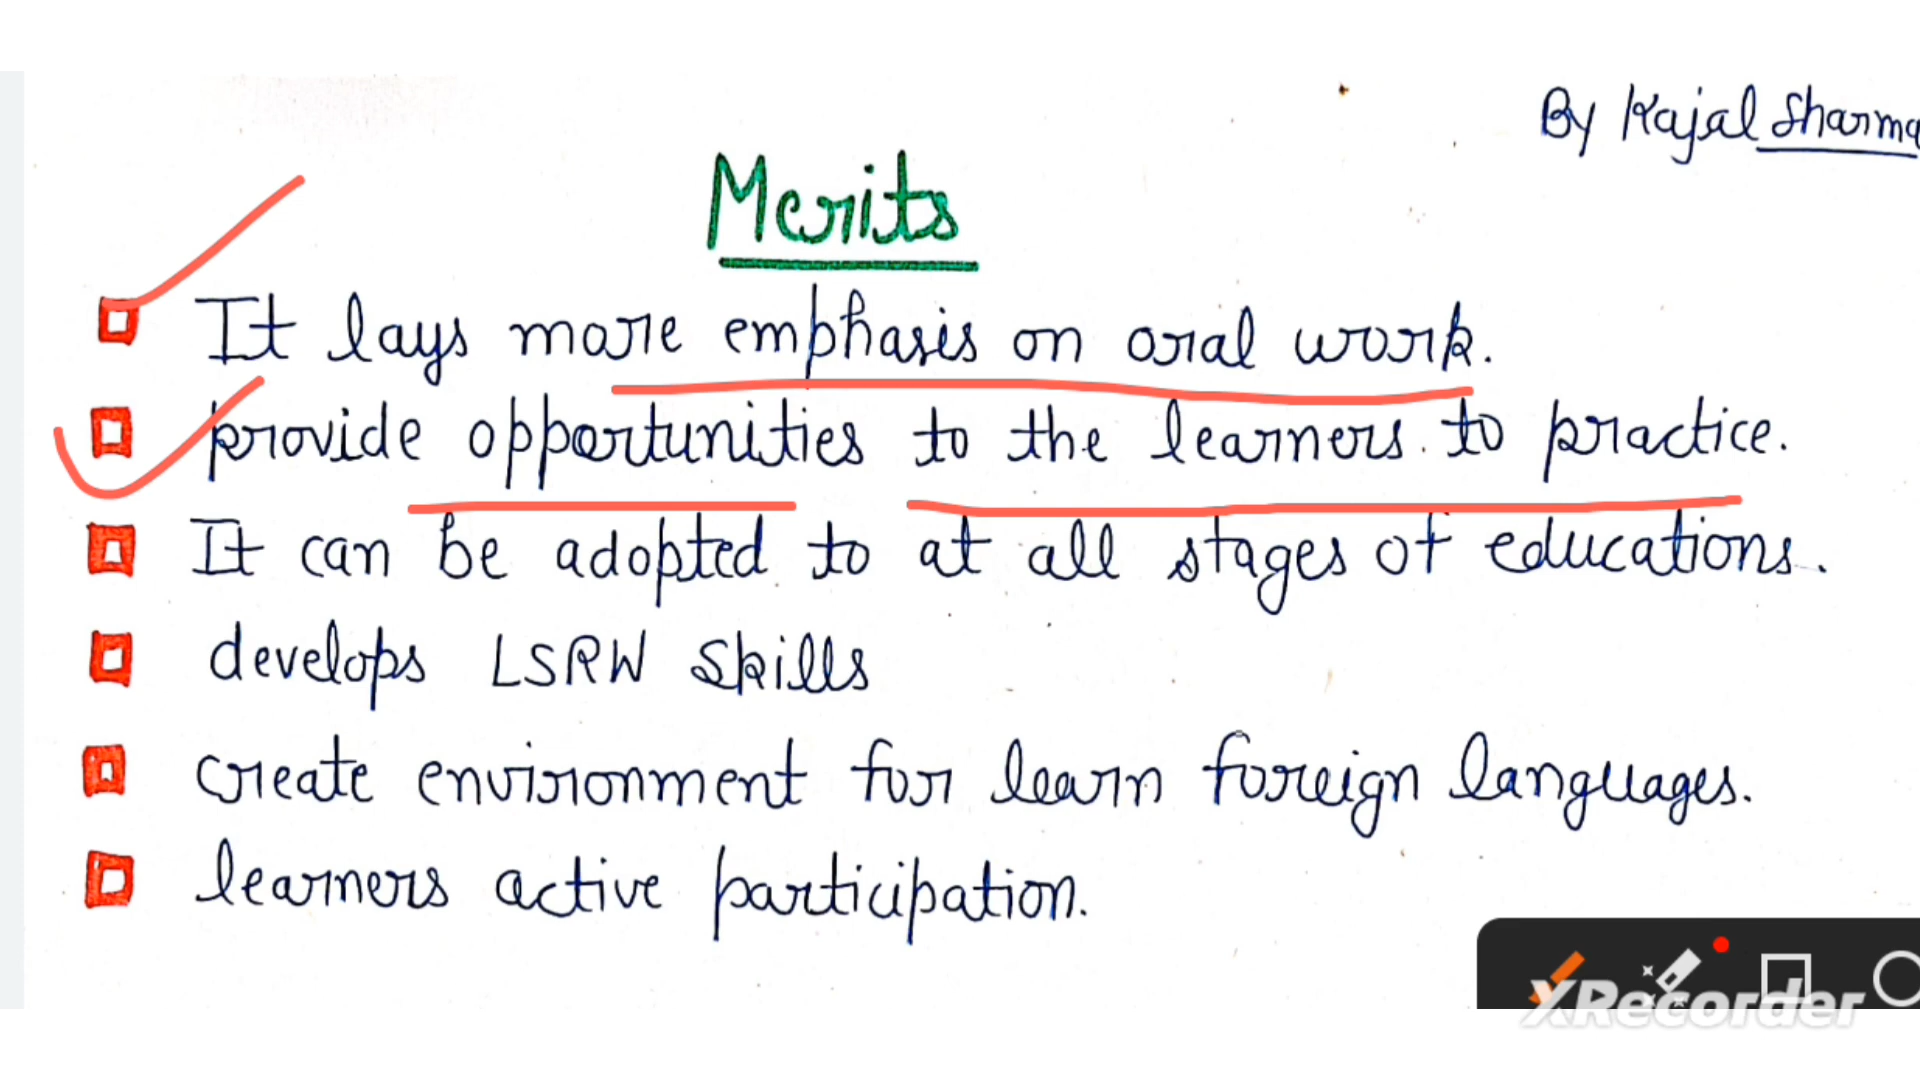 By Kajal Sharma
Merits
It lays more emphasis on oral work.
provide opportunities to the learners. to practice.
It can be adopted to at all stages of educations.
develops LSRW Skills
create environment for learn foreign languages.
learners active participation.
XRecorder